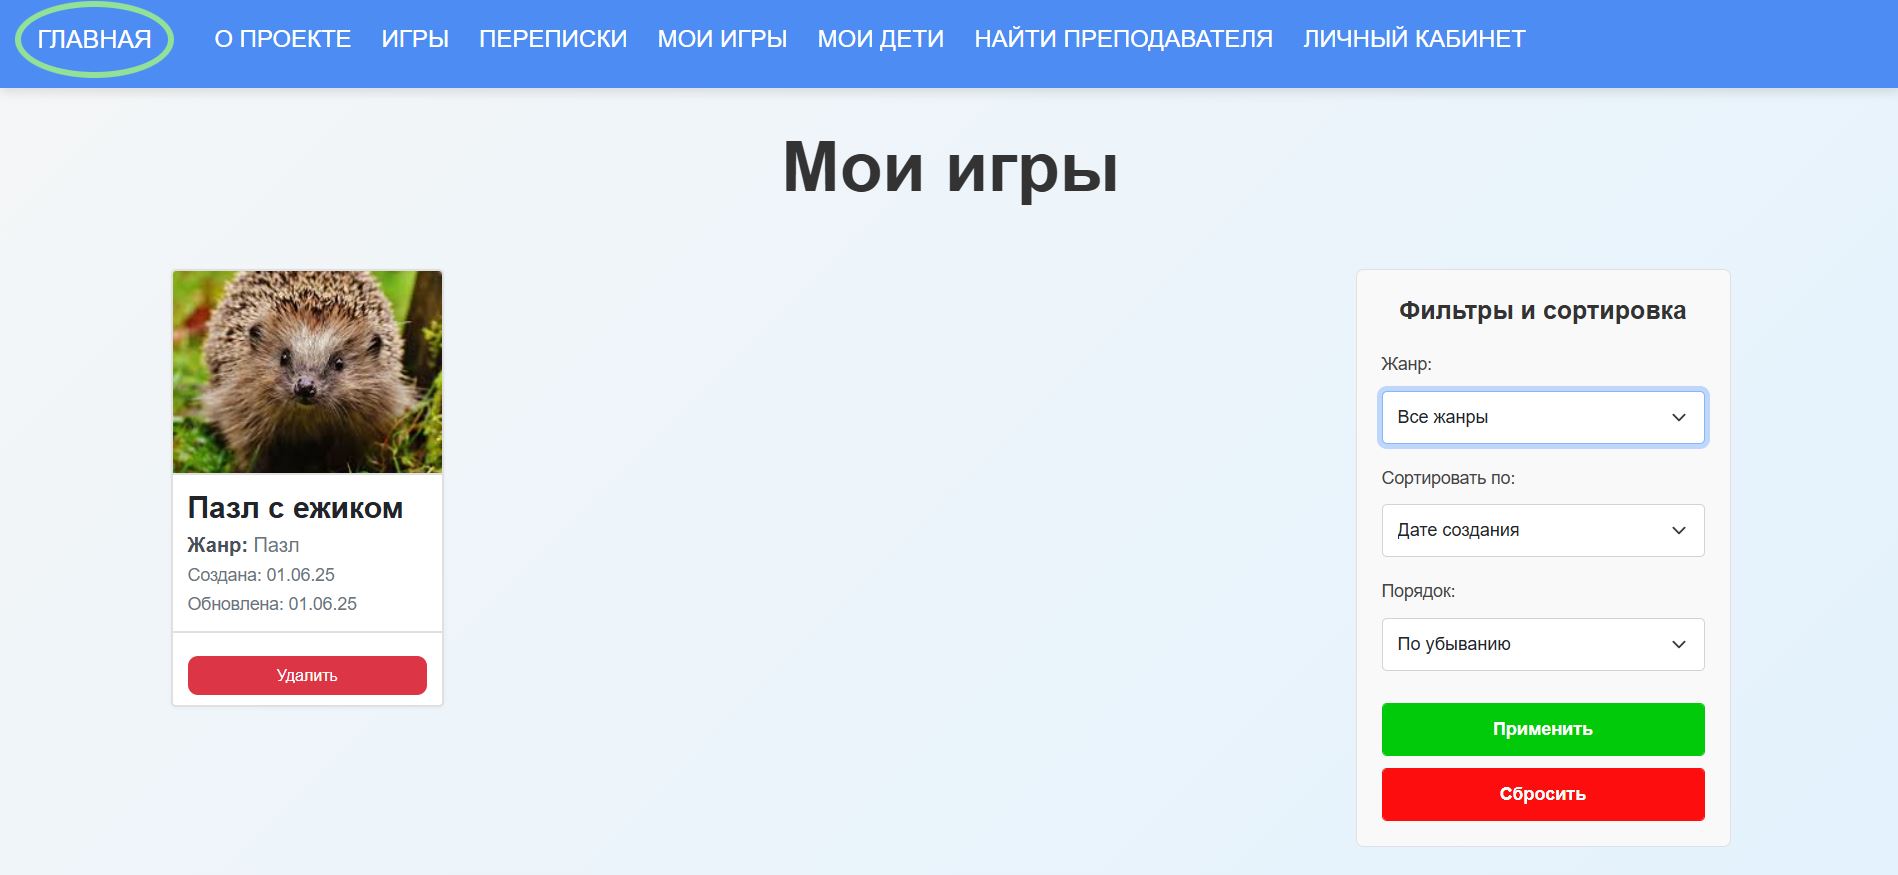 ГЛАВНАЯ О ПРОЕКТЕ ИГРЫ ПЕРЕПИСКИ МОИ ИГРЫ МОИ ДЕТИ НАЙТИ ПРЕПОДАВАТЕЛЯ ЛИЧНЫЙ КАБИНЕТ
Мои игры
Пазл с ежиком
Жанр: Пазл
Создана: 01.06.25
Обновлена: 01.06.25
Удалить
Фильтры и сортировка
Жанр:
Все жанры
Сортировать по:
Дате создания
Порядок:
По убыванию
Применить
Сбросить